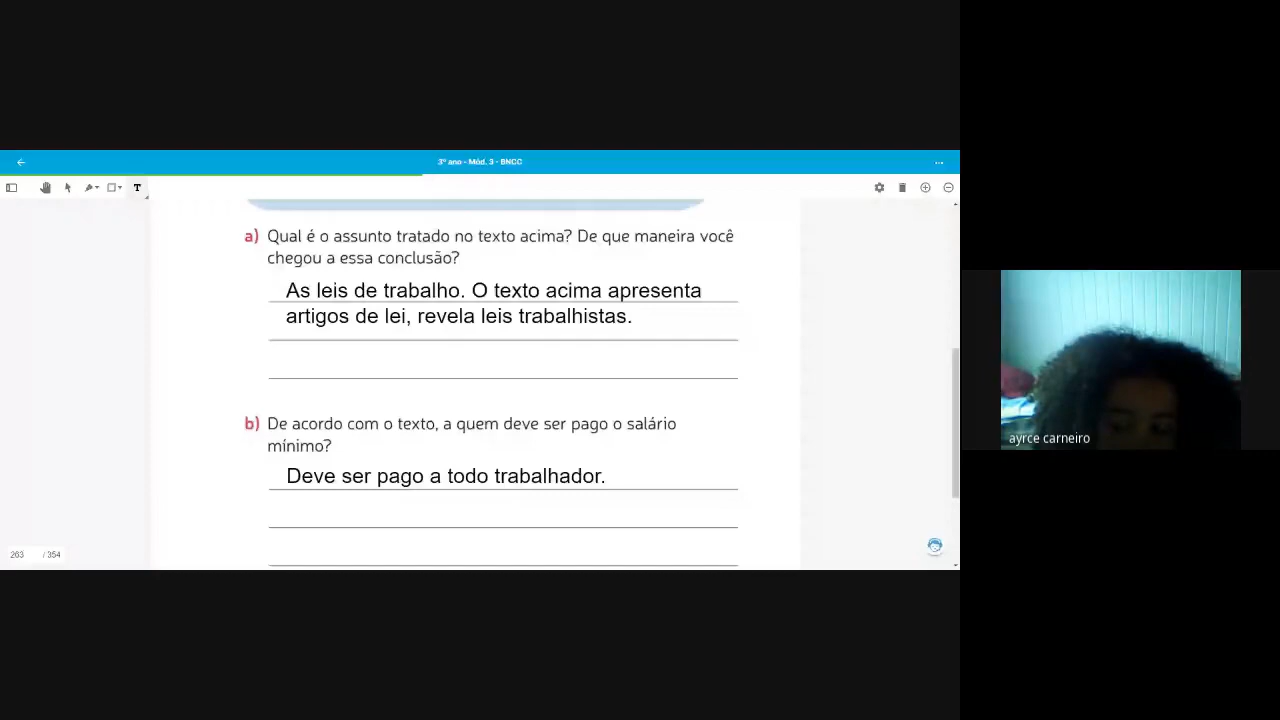 3º ano - Mód. 3 - BNCC
T
a) Qual é o assunto tratado no texto acima? De que maneira você
chegou a essa conclusão?
As leis de trabalho. O texto acima apresenta
artigos de lei, revela leis trabalhistas.
b) De acordo com o texto, a quem deve ser pago o salário
mínimo?
Deve ser pago a todo trabalhador.
263 / 354
ayrce carneiro